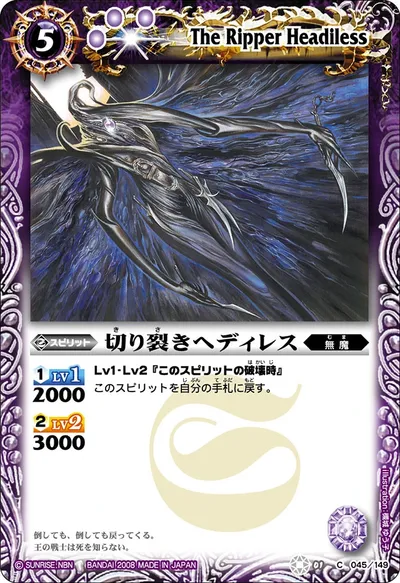 5
The Ripper Headiless
スピリット
切り裂きヘディレス
無魔
1 LV1
2000
2 LV2
3000
Lv1・Lv2『このスピリットの破壊時』
このスピリットを自分の手札に戻す。
倒しても、倒しても戻ってくる。
王の戦士は死を知らない。
©SUNRISE.NBN BANDAI 2008 MADE IN JAPAN
01 C 045/149